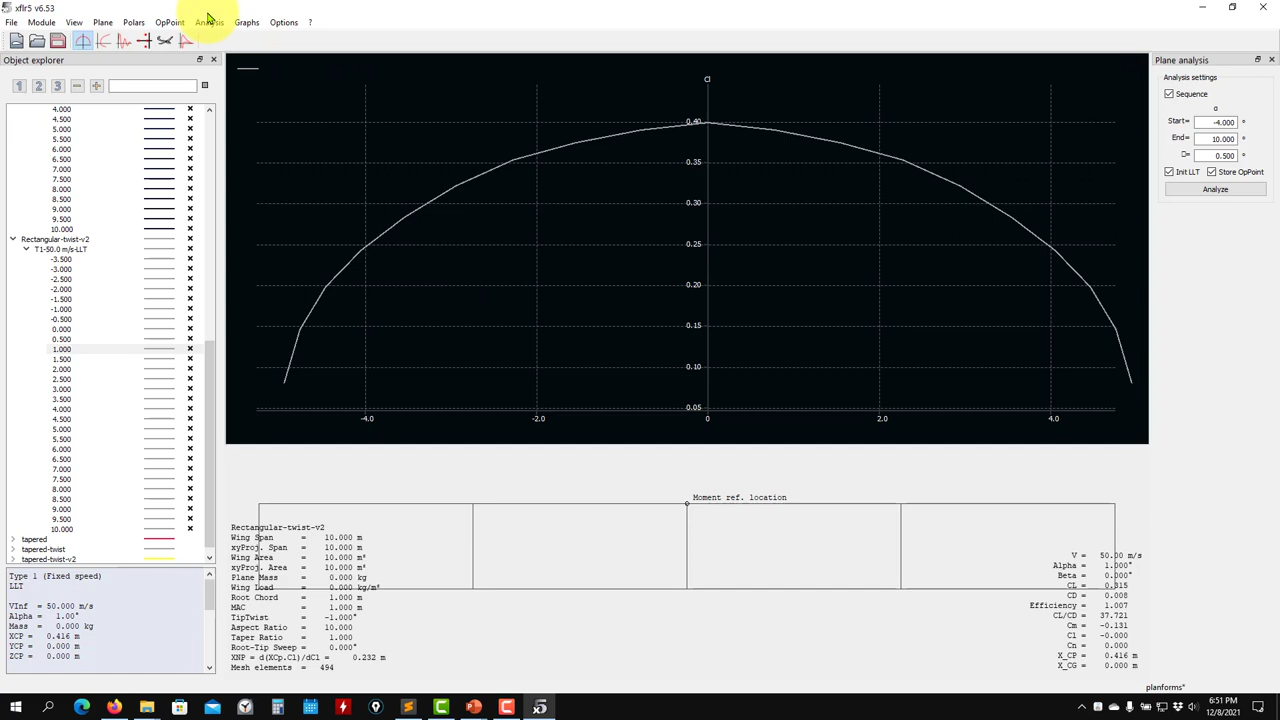 xflr5 v6.53
File Module View Plane Polars OpPoint Analysis Graphs Options ?
Object explorer
1 2 3
4.000
4.500
5.000
5.500
6.000
6.500
7.000
7.500
8.000
8.500
9.000
9.500
10.000
Rectangular-twist-v2
T1-50.0 m/s-LLT
-3.500
-3.000
-2.500
-2.000
-1.500
-1.000
-0.500
0.000
0.500
1.000
1.500
2.000
2.500
3.000
3.500
4.000
4.500
5.000
5.500
6.000
6.500
7.000
7.500
8.000
8.500
9.000
9.500
10.000
tapered
tapered-twist
tapered-twist-v2
Type 1 (Fixed speed)
LLT
VInf = 50.000 m/s
Alpha = 1.00°
Mass = 0.000 kg
XCP = 0.416 m
YCP = 0.000 m
ZCP = 0.000 m
Cl
0.40
0.35
0.30
0.25
0.20
0.15
0.10
0.05
-4.0 -2.0 0 2.0 4.0
Moment ref. location
Rectangular-twist-v2
Wing Span = 10.000 m
xyProj. Span = 10.000 m
Wing Area = 10.000 m²
xyProj. Area = 10.000 m²
Plane Mass = 0.000 kg
Wing Load = 0.000 kg/m²
Root Chord = 1.000 m
MAC = 1.000 m
TipTwist = -1.000°
Aspect Ratio = 10.000
Taper Ratio = 1.000
Root-Tip Sweep = 0.000°
XNP = d(XCp.Cl)/dCl = 0.232 m
Mesh elements = 494
V = 50.00 m/s
Alpha = 1.000°
Beta = 0.000°
CL = 0.315
CD = 0.008
Efficiency = 1.007
CL/CD = 37.721
Cm = -0.131
Cl = -0.000
Cn = 0.000
X_CP = 0.416 m
X_CG = 0.000 m
Plane analysis
Analysis settings
Sequence
α
Start= -4.000 °
End= 10.000 °
= 0.500 °
Init LLT Store OpPoint
Analyze
planforms*
6:51 PM
12/8/2021